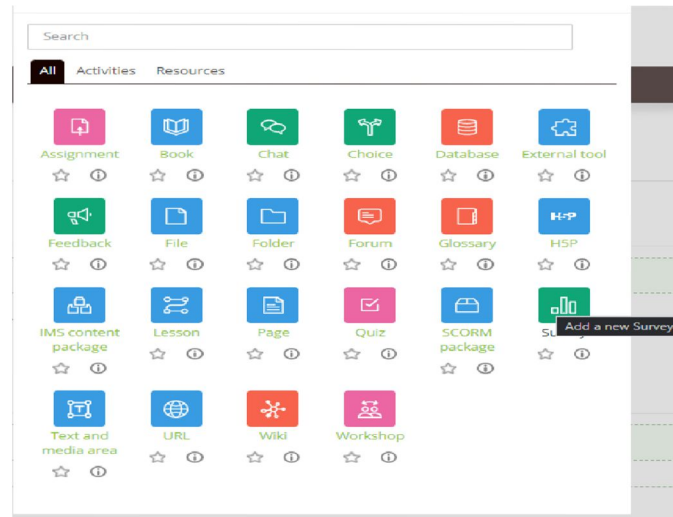 Search
All Activities Resources
Assignment Book Chat Choice Database External tool
Feedback File Folder Forum Glossary H5P
IMS content package Lesson Page Quiz SCORM package
Add a new Survey
Text and media area URL Wiki Workshop